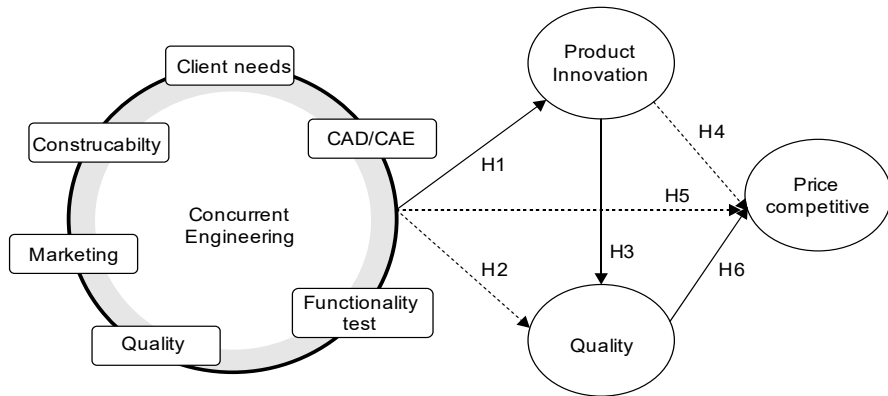 Client needs
Construcabilty
CAD/CAE
Concurrent
Engineering
Marketing
Quality
Functionality
test
Product
Innovation
H1
H4
H5
Price
competitive
H2
H3
H6
Quality